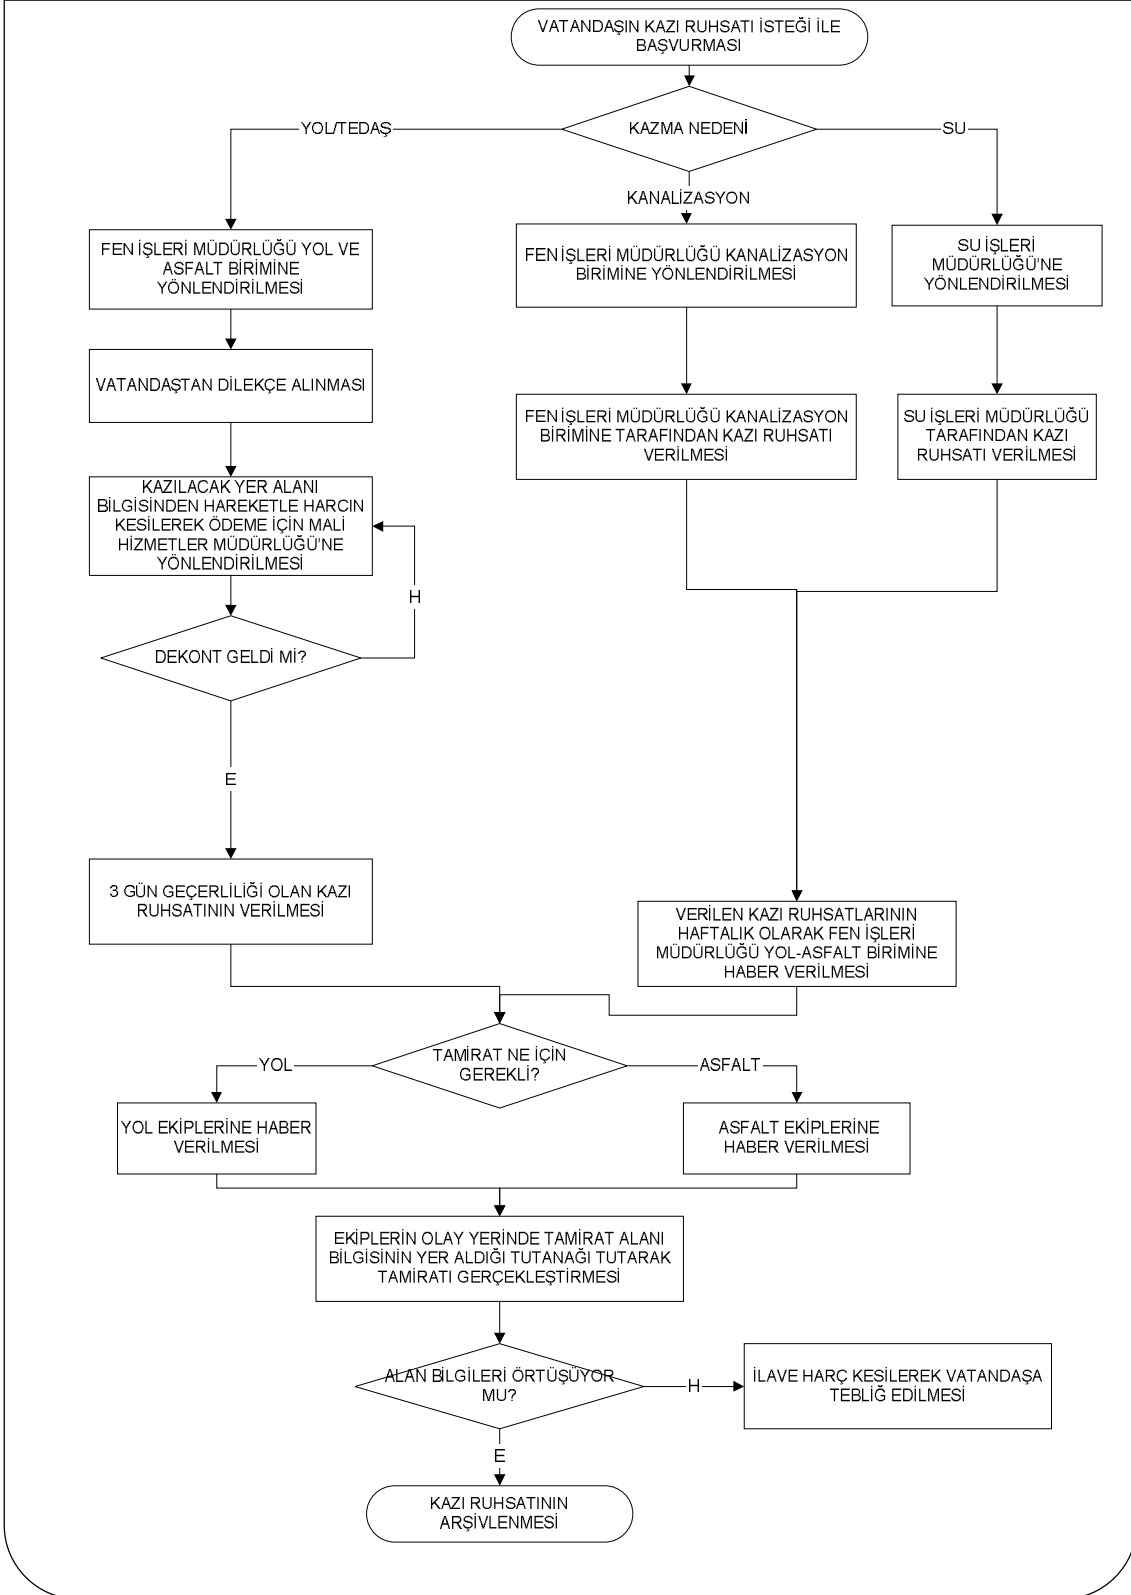 VATANDAŞIN KAZI RUHSATI İSTEĞİ İLE
BAŞVURMASI
KAZMA NEDENİ
YOL/TEDAŞ
SU
KANALİZASYON
FEN İŞLERİ MÜDÜRLÜĞÜ YOL VE
ASFALT BİRİMİNE
YÖNLENDİRİLMESİ
FEN İŞLERİ MÜDÜRLÜĞÜ KANALİZASYON
BİRİMİNE YÖNLENDİRİLMESİ
SU İŞLERİ
MÜDÜRLÜĞÜ'NE
YÖNLENDİRİLMESİ
VATANDAŞTAN DİLEKÇE ALINMASI
FEN İŞLERİ MÜDÜRLÜĞÜ KANALİZASYON
BİRİMİNE TARAFINDAN KAZI RUHSATI
VERİLMESİ
SU İŞLERİ MÜDÜRLÜĞÜ
TARAFINDAN KAZI
RUHSATI VERİLMESİ
KAZILACAK YER ALANI
BİLGİSİNDEN HAREKETLE HARCIN
KESİLEREK ÖDEME İÇİN MALİ
HİZMETLER MÜDÜRLÜĞÜ'NE
YÖNLENDİRİLMESİ
H
DEKONT GELDİ Mİ?
E
3 GÜN GEÇERLİLİĞİ OLAN KAZI
RUHSATININ VERİLMESİ
VERİLEN KAZI RUHSATLARININ
HAFTALIK OLARAK FEN İŞLERİ
MÜDÜRLÜĞÜ YOL-ASFALT BİRİMİNE
HABER VERİLMESİ
TAMİRAT NE İÇİN
GEREKLİ?
YOL
ASFALT
YOL EKİPLERİNE HABER
VERİLMESİ
ASFALT EKİPLERİNE
HABER VERİLMESİ
EKİPLERİN OLAY YERİNDE TAMİRAT ALANI
BİLGİSİNİN YER ALDIĞI TUTANAĞI TUTARAK
TAMİRATI GERÇEKLEŞTİRMESİ
ALAN BİLGİLERİ ÖRTÜŞÜYOR
MU?
H
İLAVE HARÇ KESİLEREK VATANDAŞA
TEBLİĞ EDİLMESİ
E
KAZI RUHSATININ
ARŞİVLENMESİ